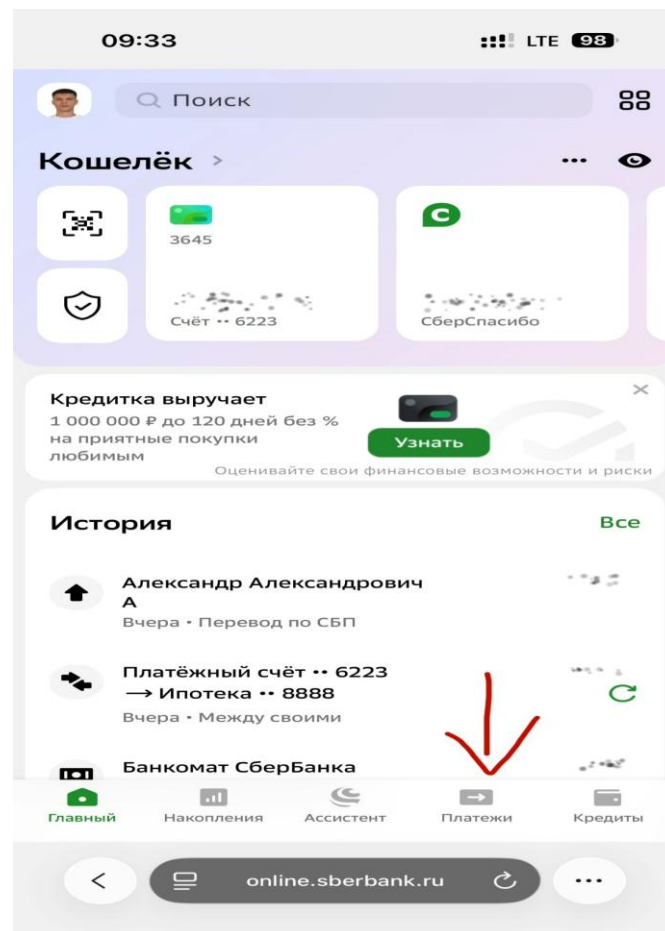 09:33
LTE 98
Поиск
Кошелёк
3645
Счёт •• 6223
СберСпасибо
Кредитка выручает
1 000 000 ₽ до 120 дней без %
на приятные покупки
любимым
Узнать
Оценивайте свои финансовые возможности и риски
История
Все
Александр Александрович
А
Вчера • Перевод по СБП
Платёжный счёт •• 6223
→ Ипотека •• 8888
Вчера • Между своими
Банкомат СберБанка
Главный
Накопления
Ассистент
Платежи
Кредиты
online.sberbank.ru